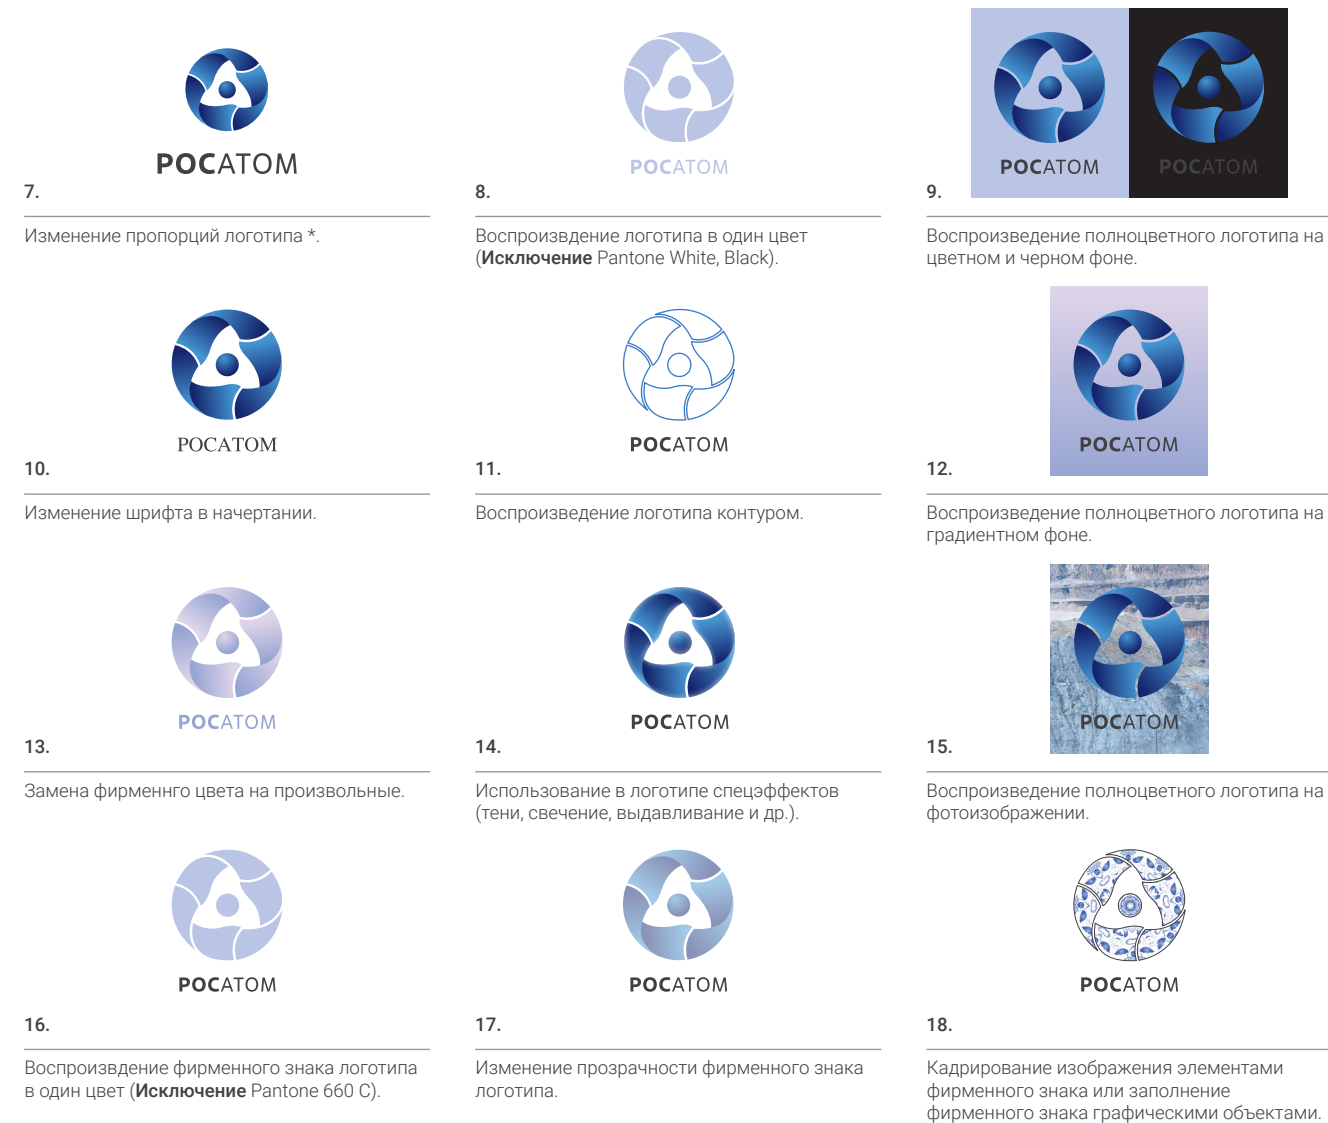 РОСАТОМ
7.
Изменение пропорций логотипа *.
РОСАТОМ
8.
Воспроизвдение логотипа в один цвет
(Исключение Pantone White, Black).
РОСАТОМ
РОСАТОМ
9.
Воспроизведение полноцветного логотипа на
цветном и черном фоне.
РОСАТОМ
10.
Изменение шрифта в начертании.
РОСАТОМ
11.
Воспроизведение логотипа контуром.
РОСАТОМ
12.
Воспроизведение полноцветного логотипа на
градиентном фоне.
РОСАТОМ
13.
Замена фирменнго цвета на произвольные.
РОСАТОМ
14.
Использование в логотипе спецэффектов
(тени, свечение, выдавливание и др.).
РОСАТОМ
15.
Воспроизведение полноцветного логотипа на
фотоизображении.
РОСАТОМ
16.
Воспроизвдение фирменного знака логотипа
в один цвет (Исключение Pantone 660 C).
РОСАТОМ
17.
Изменение прозрачности фирменного знака
логотипа.
РОСАТОМ
18.
Кадрирование изображения элементами
фирменного знака или заполнение
фирменного знака графическими объектами.